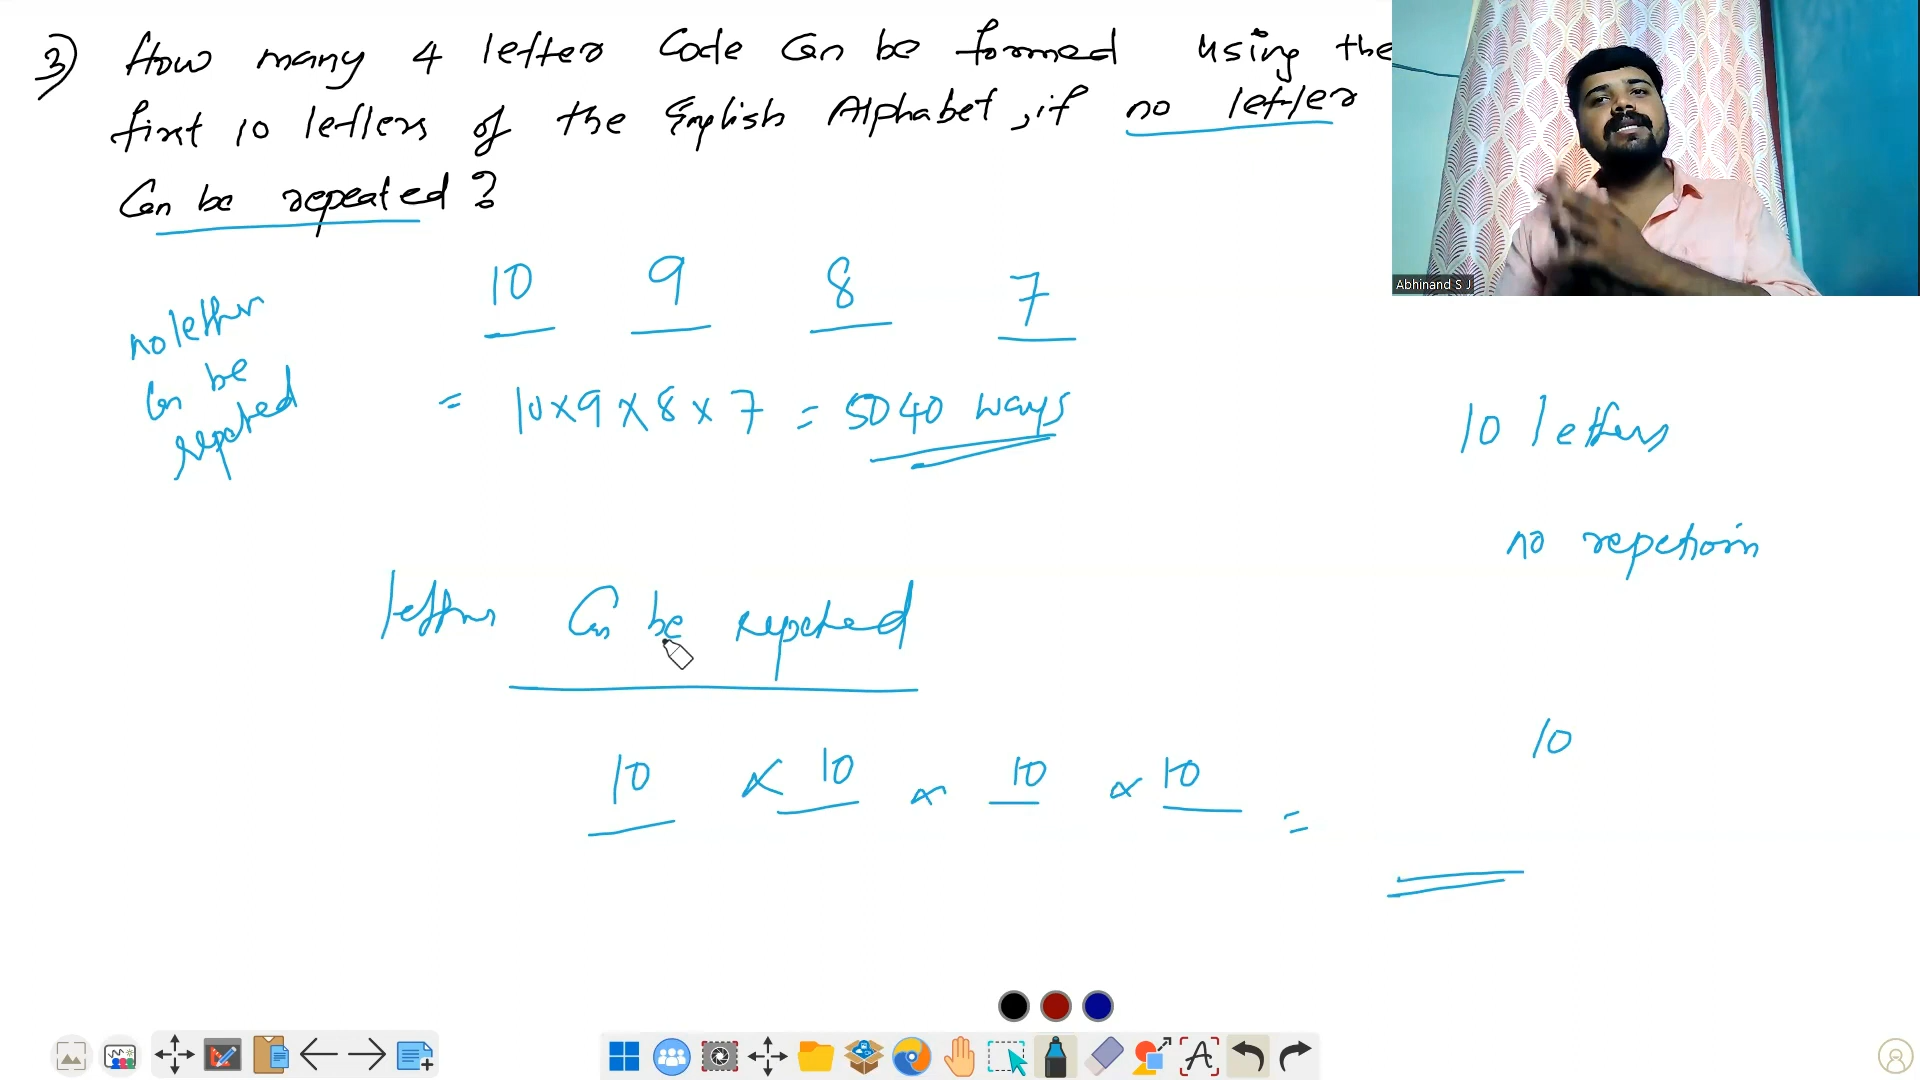 3) How many 4 letter Code Can be formed using the
first 10 letters of the English Alphabet, if no letter
Can be repeated?
10 9 8 7
no letter
Can be
repeated
= 10 x 9 x 8 x 7 = 5040 ways
10 letters
no repetition
letters Can be repeated
10
10 x 10 x 10 x 10 =
Abhinand S J